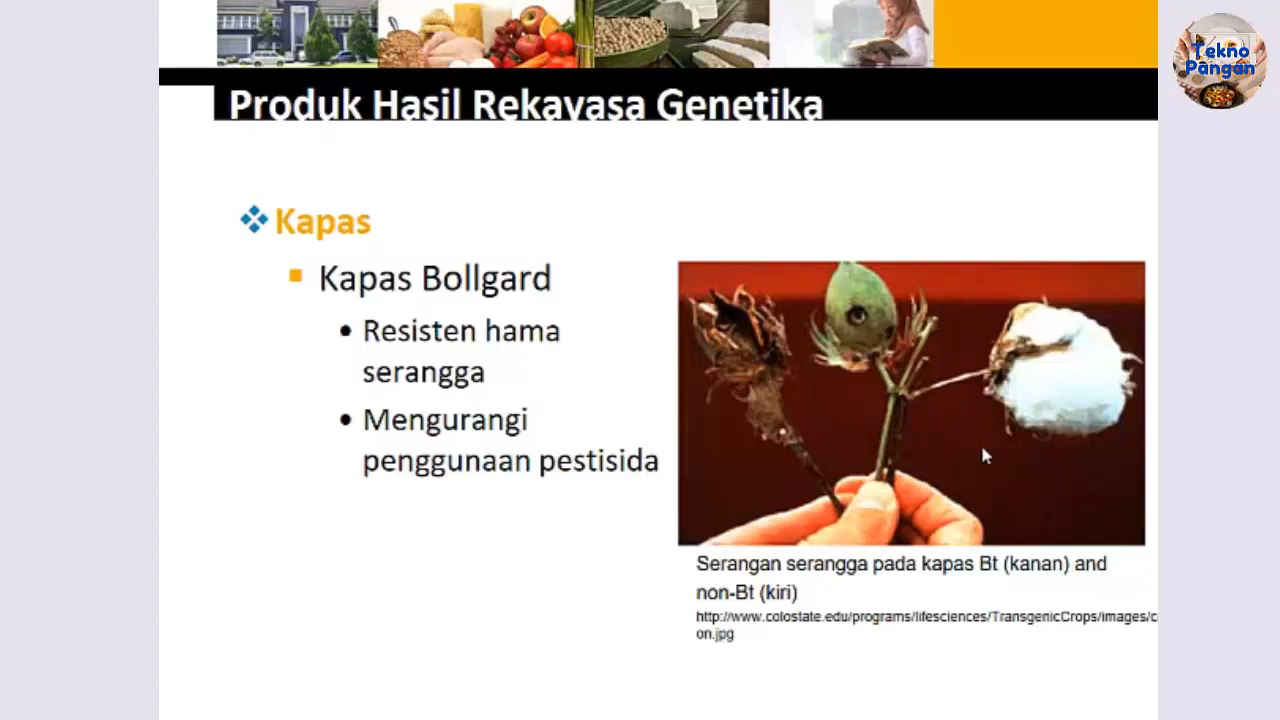 Tekno
Pangan
Produk Hasil Rekayasa Genetika
Kapas
Kapas Bollgard
Resisten hama
serangga
Mengurangi
penggunaan pestisida
Serangan serangga pada kapas Bt (kanan) and
non-Bt (kiri)
http://www.colostate.edu/programs/lifesciences/TransgenicCrops/images/c
on.jpg